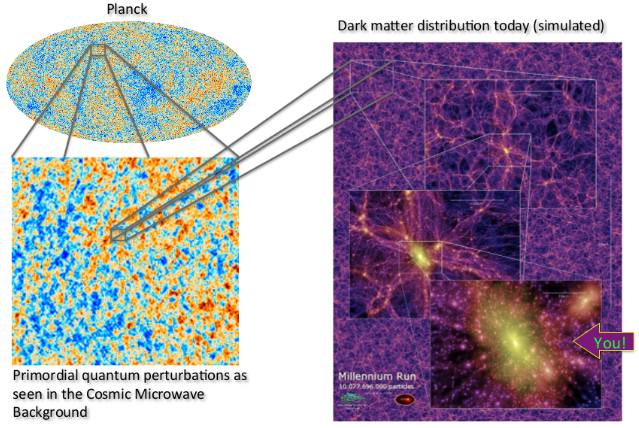 Planck
Dark matter distribution today (simulated)
Primordial quantum perturbations as
seen in the Cosmic Microwave
Background
You!
Millennium Run
10.077.696.000 particles